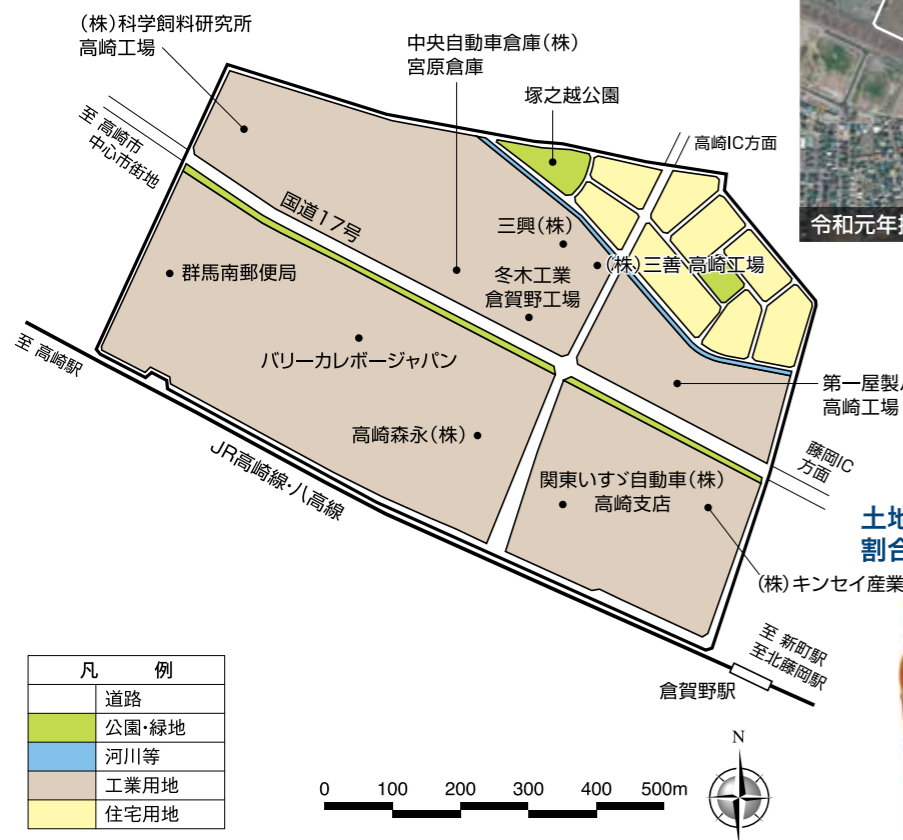 (株)科学飼料研究所
高崎工場
中央自動車倉庫(株)
宮原倉庫
塚之越公園
至 高崎市
中心市街地
高崎IC方面
国道17号
三興(株)
(株)三善 高崎工場
冬木工業
倉賀野工場
群馬南郵便局
バリーカレボージャパン
至 高崎駅
第一屋製
高崎工場
高崎森永(株)
JR高崎線・八高線
藤岡IC
方面
関東いすゞ自動車(株)
高崎支店
(株)キンセイ産業
至 新町駅
至北藤岡駅
倉賀野駅
令和元年
土地
割合
凡 例
道路
公園・緑地
河川等
工業用地
住宅用地
0 100 200 300 400 500m
N